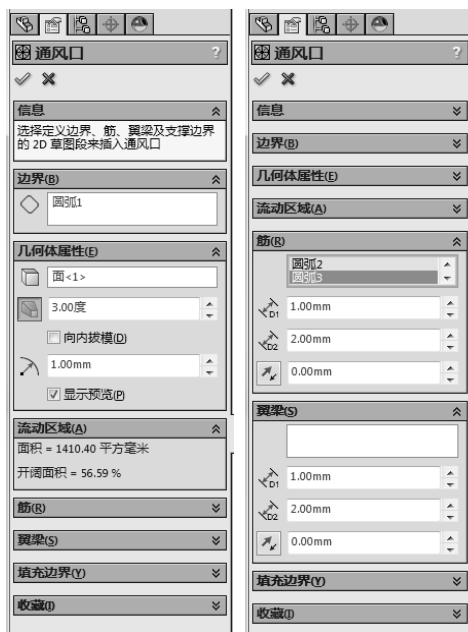 通风口
?
信息
选择定义边界、筋、翼梁及支撑边界
的 2D 草图段来插入通风口
边界(B)
圆弧1
几何体属性(E)
面<1>
3.00度
向内拔模(D)
1.00mm
显示预览(P)
流动区域(A)
面积 = 1410.40 平方毫米
开阔面积 = 56.59 %
筋(R)
翼梁(S)
填充边界(Y)
收藏(I)
通风口
?
信息
边界(B)
几何体属性(E)
流动区域(A)
筋(R)
圆弧2
圆弧3
D1 1.00mm
D2 2.00mm
0.00mm
翼梁(S)
D1 1.00mm
D2 2.00mm
0.00mm
填充边界(Y)
收藏(I)